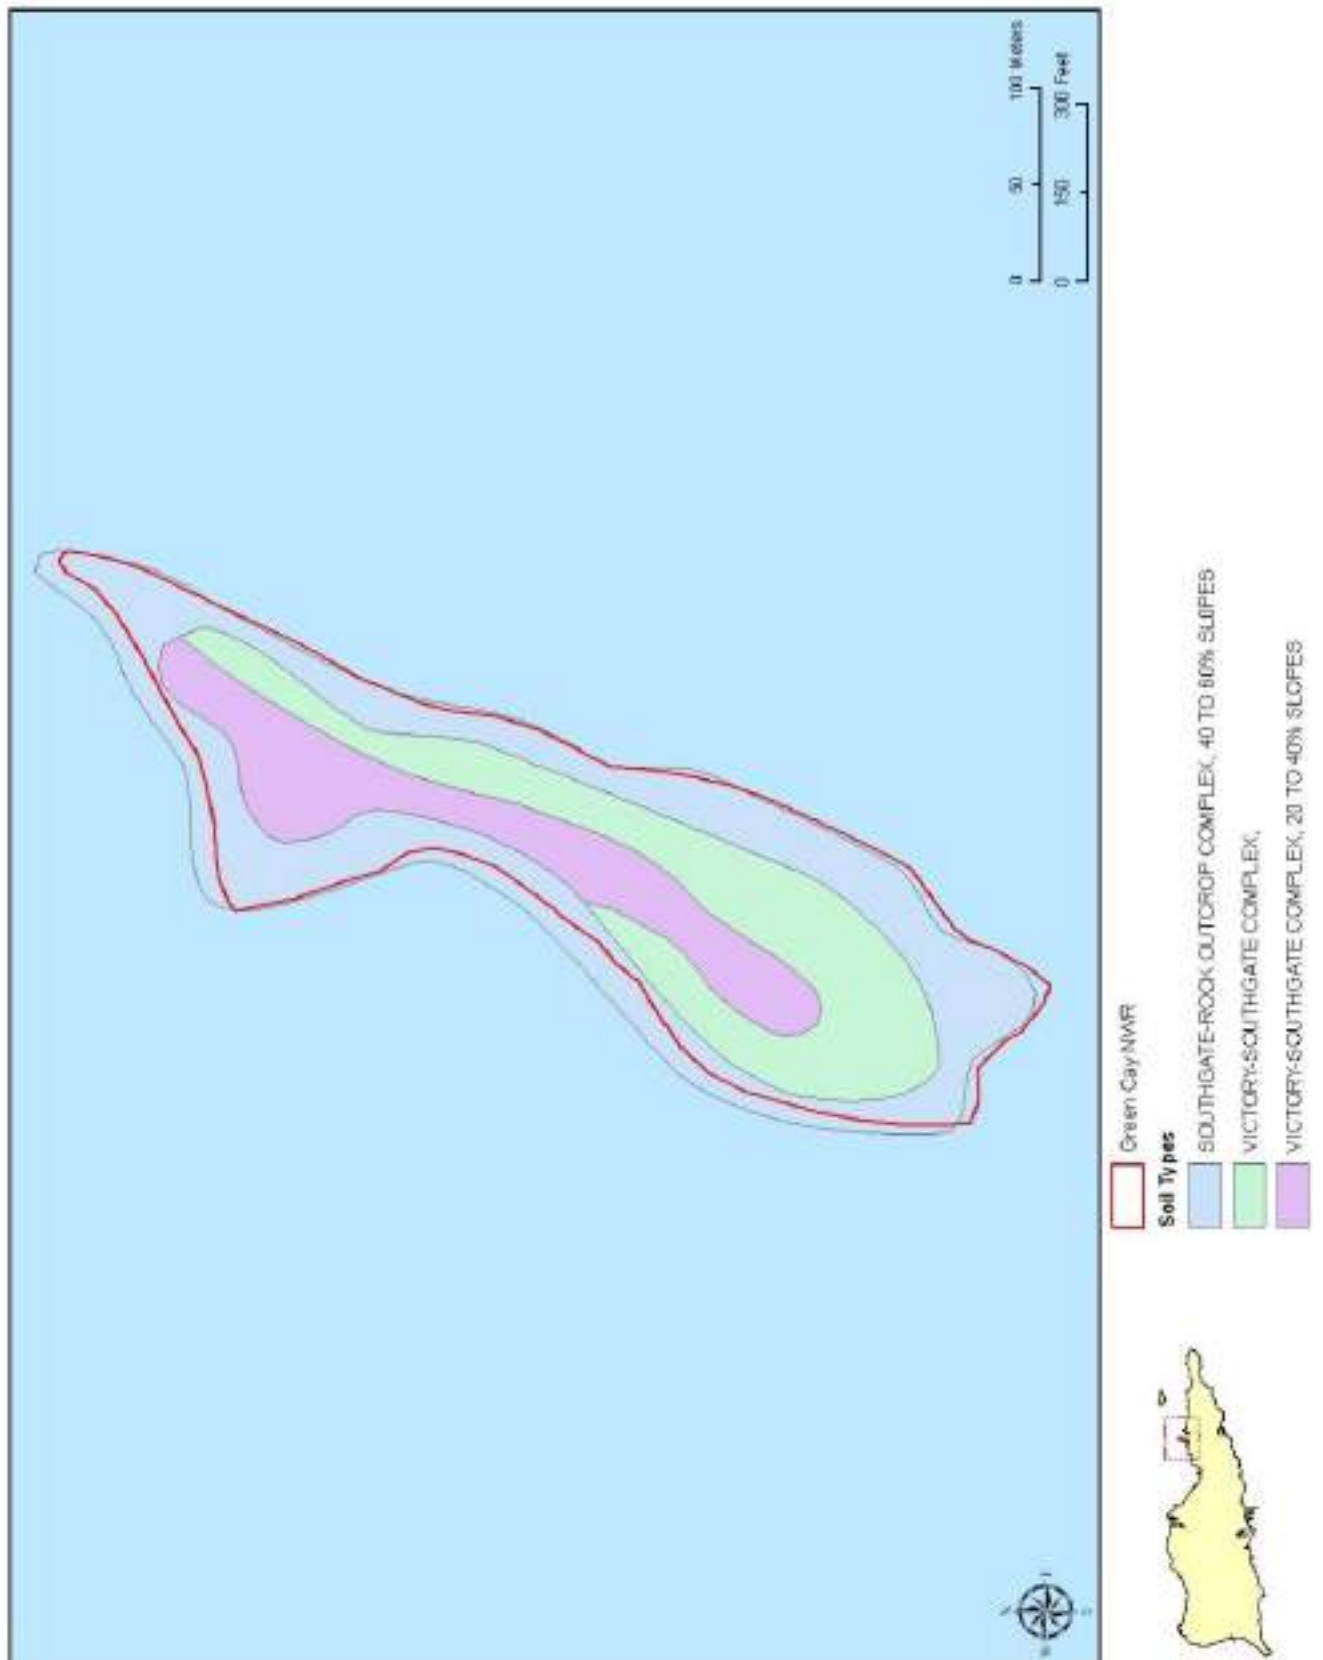 100 Meters
50
0
300 Feet
150
0
Green Cay NWR
Soil Types
SOUTHGATE-ROCK OUTCROP COMPLEX, 40 TO 60% SLOPES
VICTORY-SOUTHGATE COMPLEX,
VICTORY-SOUTHGATE COMPLEX, 20 TO 40% SLOPES
N